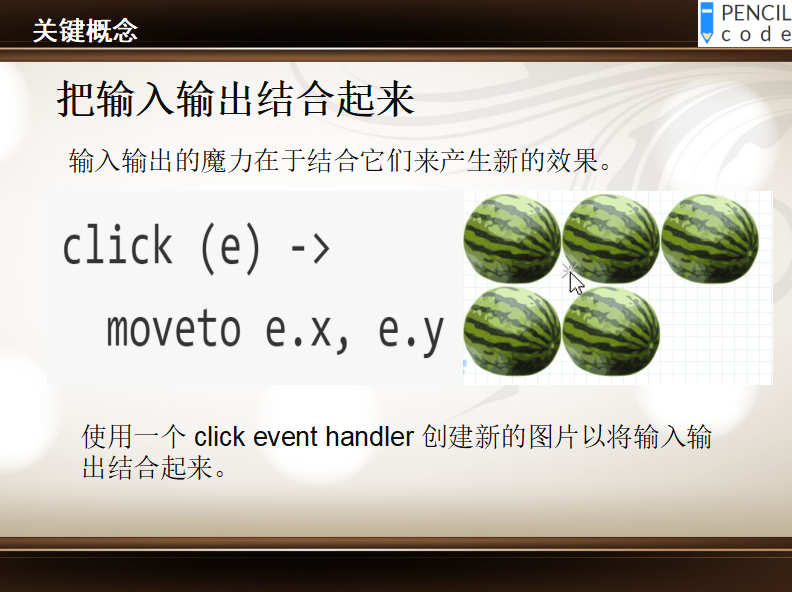 关键概念
PENCIL
code
把输入输出结合起来
输入输出的魔力在于结合它们来产生新的效果。
click (e) ->
moveto e.x, e.y
使用一个 click event handler 创建新的图片以将输入输
出结合起来。